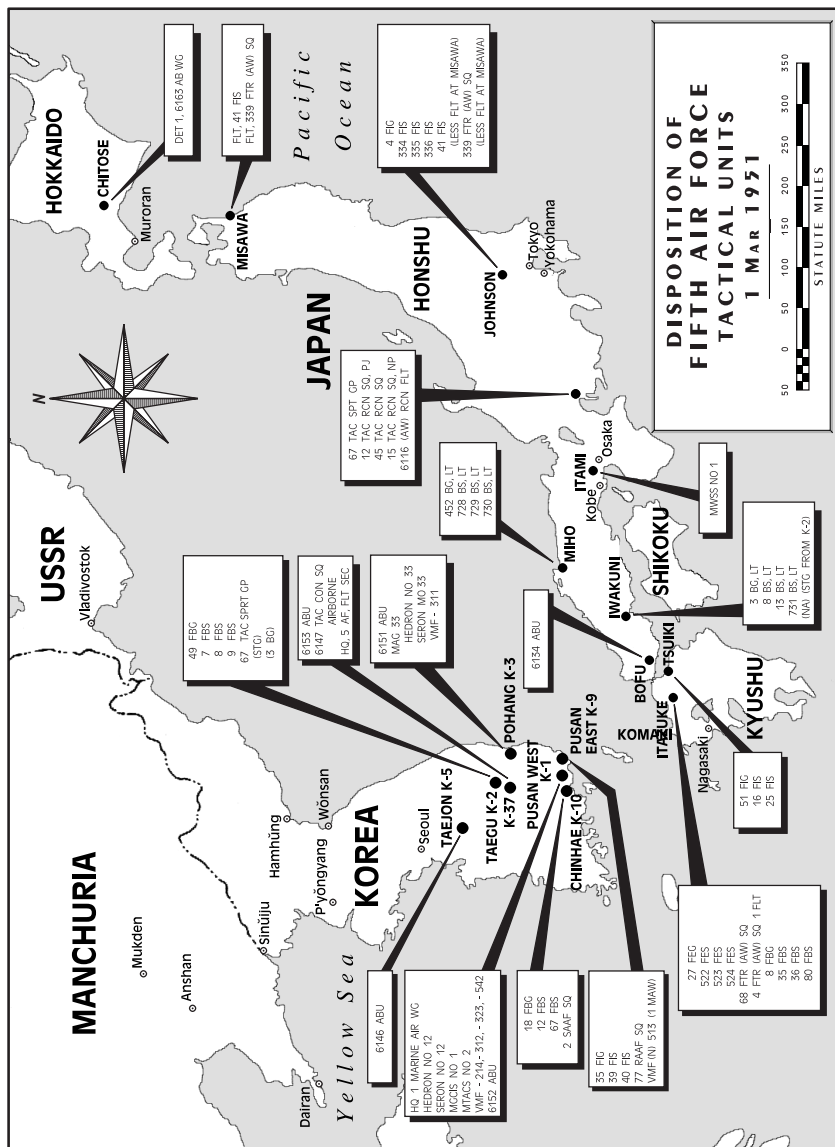 DISPOSITION OF
FIFTH AIR FORCE
TACTICAL UNITS
1 MAR 1951
50 0 50 100 150 200 250 300 350
STATUTE MILES
N
MANCHURIA
Mukden
Anshan
Dairan
Sinŭiju
USSR
Vladivostok
Yellow Sea
KOREA
Hamhŭng
Wŏnsan
P'yŏngyang
seoul
TAEJON K-5
TAEGU K-2
K-37
POHANG K-3
PUSAN WEST
K-1
PUSAN
EAST K-9
CHINHAE K-10
JAPAN
HOKKAIDO
CHITOSE
Muroran
MISAWA
HONSHU
JOHNSON
Tokyo
Yokohama
Pacific
Ocean
MIHO
ITAMI
Kobe
Osaka
IWAKUNI
SHIKOKU
BOFU
TSUIKI
ITAZUKE
KOMAKI
Nagasaki
KYUSHU
DET 1, 6163 AB WG
FLT, 41 FIS
FLT, 339 FTR (AW) SQ
4 FIG
334 FIS
335 FIS
336 FIS
41 FIS
(LESS FLT AT MISAWA)
339 FTR (AW) SQ
(LESS FLT AT MISAWA)
67 TAC SPT GP
12 TAC RCN SQ, PJ
45 TAC RCN SQ
15 TAC RCN SQ, NP
6116 (AW) RCN FLT
452 BG, LT
728 BS, LT
729 BS, LT
730 BS, LT
MWSS NO 1
49 FBG
7 FBS
8 FBS
9 FBS
67 TAC SPRT GP
(STG)
(3 BG)
6153 ABU
6147 TAC CON SQ
AIRBORNE
HQ, 5 AF, FLT SEC
6151 ABU
MAG 33
HEDRON NO 33
SERON MO 33
VMF - 311
6134 ABU
3 BG, LT
8 BS, LT
13 BS, LT
731 BS, LT
(NA) (STG FROM K-2)
6146 ABU
HQ 1 MARINE AIR WG
HEDRON NO 12
SERON NO 12
MGCIS NO 1
MTACS NO 2
VMF - 214,- 312, - 323, - 542
6152 ABU
18 FBG
12 FBS
67 FBS
2 SAAF SQ
35 FIG
39 FIS
40 FIS
77 RAAF SQ
VMF (N) 513 (1 MAW)
51 FIG
16 FIS
25 FIS
27 FEG
522 FES
523 FES
524 FES
68 FTR (AW) SQ
4 FTR (AW) SQ 1 FLT
8 FBG
35 FBS
36 FBS
80 FBS